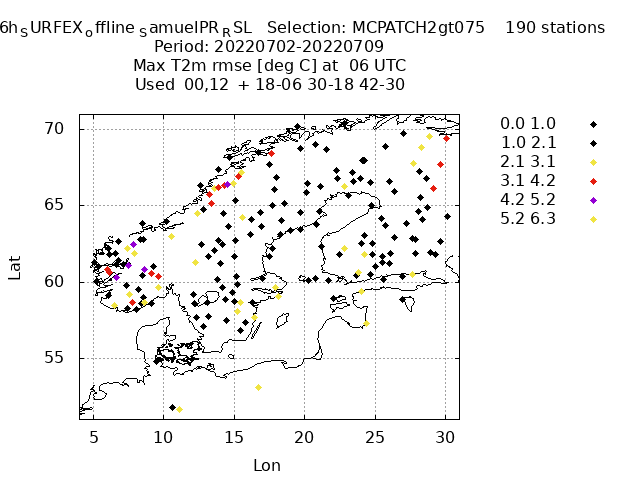 6hSURFEXoffline SamuelPRRSL Selection: MCPATCH2gt075 190 stations
Period: 20220702-20220709
Max T2m rmse [deg C] at 06 UTC
Used 00,12 + 18-06 30-18 42-30
70
65
60
55
5 10 15 20 25 30
Lat
Lon
0.0 1.0
1.0 2.1
2.1 3.1
3.1 4.2
4.2 5.2
5.2 6.3